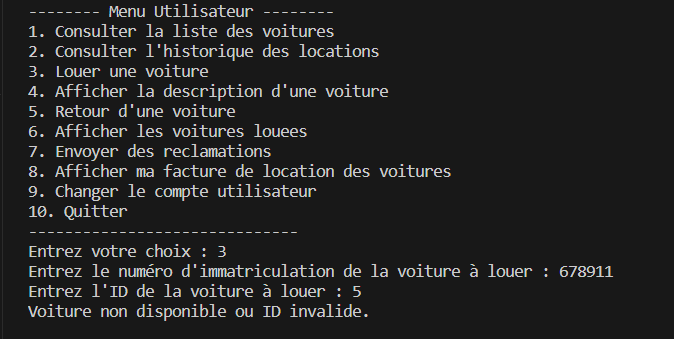 -------- Menu Utilisateur --------
1. Consulter la liste des voitures
2. Consulter l'historique des locations
3. Louer une voiture
4. Afficher la description d'une voiture
5. Retour d'une voiture
6. Afficher les voitures louees
7. Envoyer des reclamations
8. Afficher ma facture de location des voitures
9. Changer le compte utilisateur
10. Quitter
------------------------------
Entrez votre choix : 3
Entrez le numéro d'immatriculation de la voiture à louer : 678911
Entrez l'ID de la voiture à louer : 5
Voiture non disponible ou ID invalide.